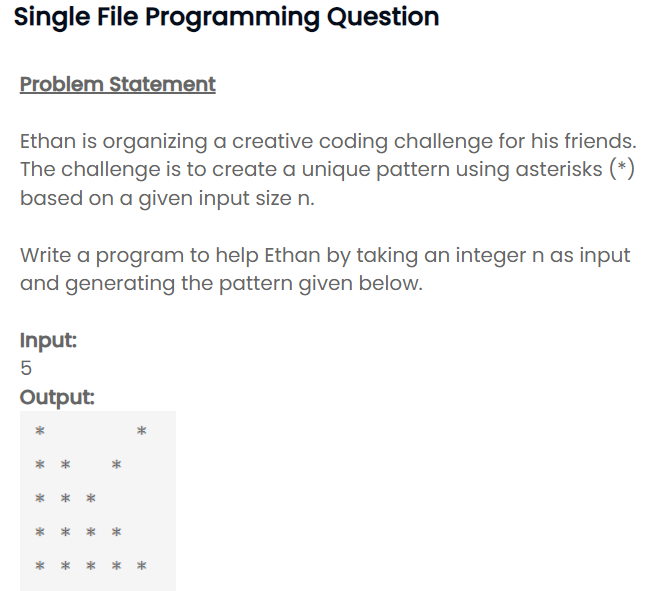 Single File Programming Question
Problem Statement
Ethan is organizing a creative coding challenge for his friends.
The challenge is to create a unique pattern using asterisks (*)
based on a given input size n.
Write a program to help Ethan by taking an integer n as input
and generating the pattern given below.
Input:
5
Output:
*       *
* *   *
* * *
* * * *
* * * * *